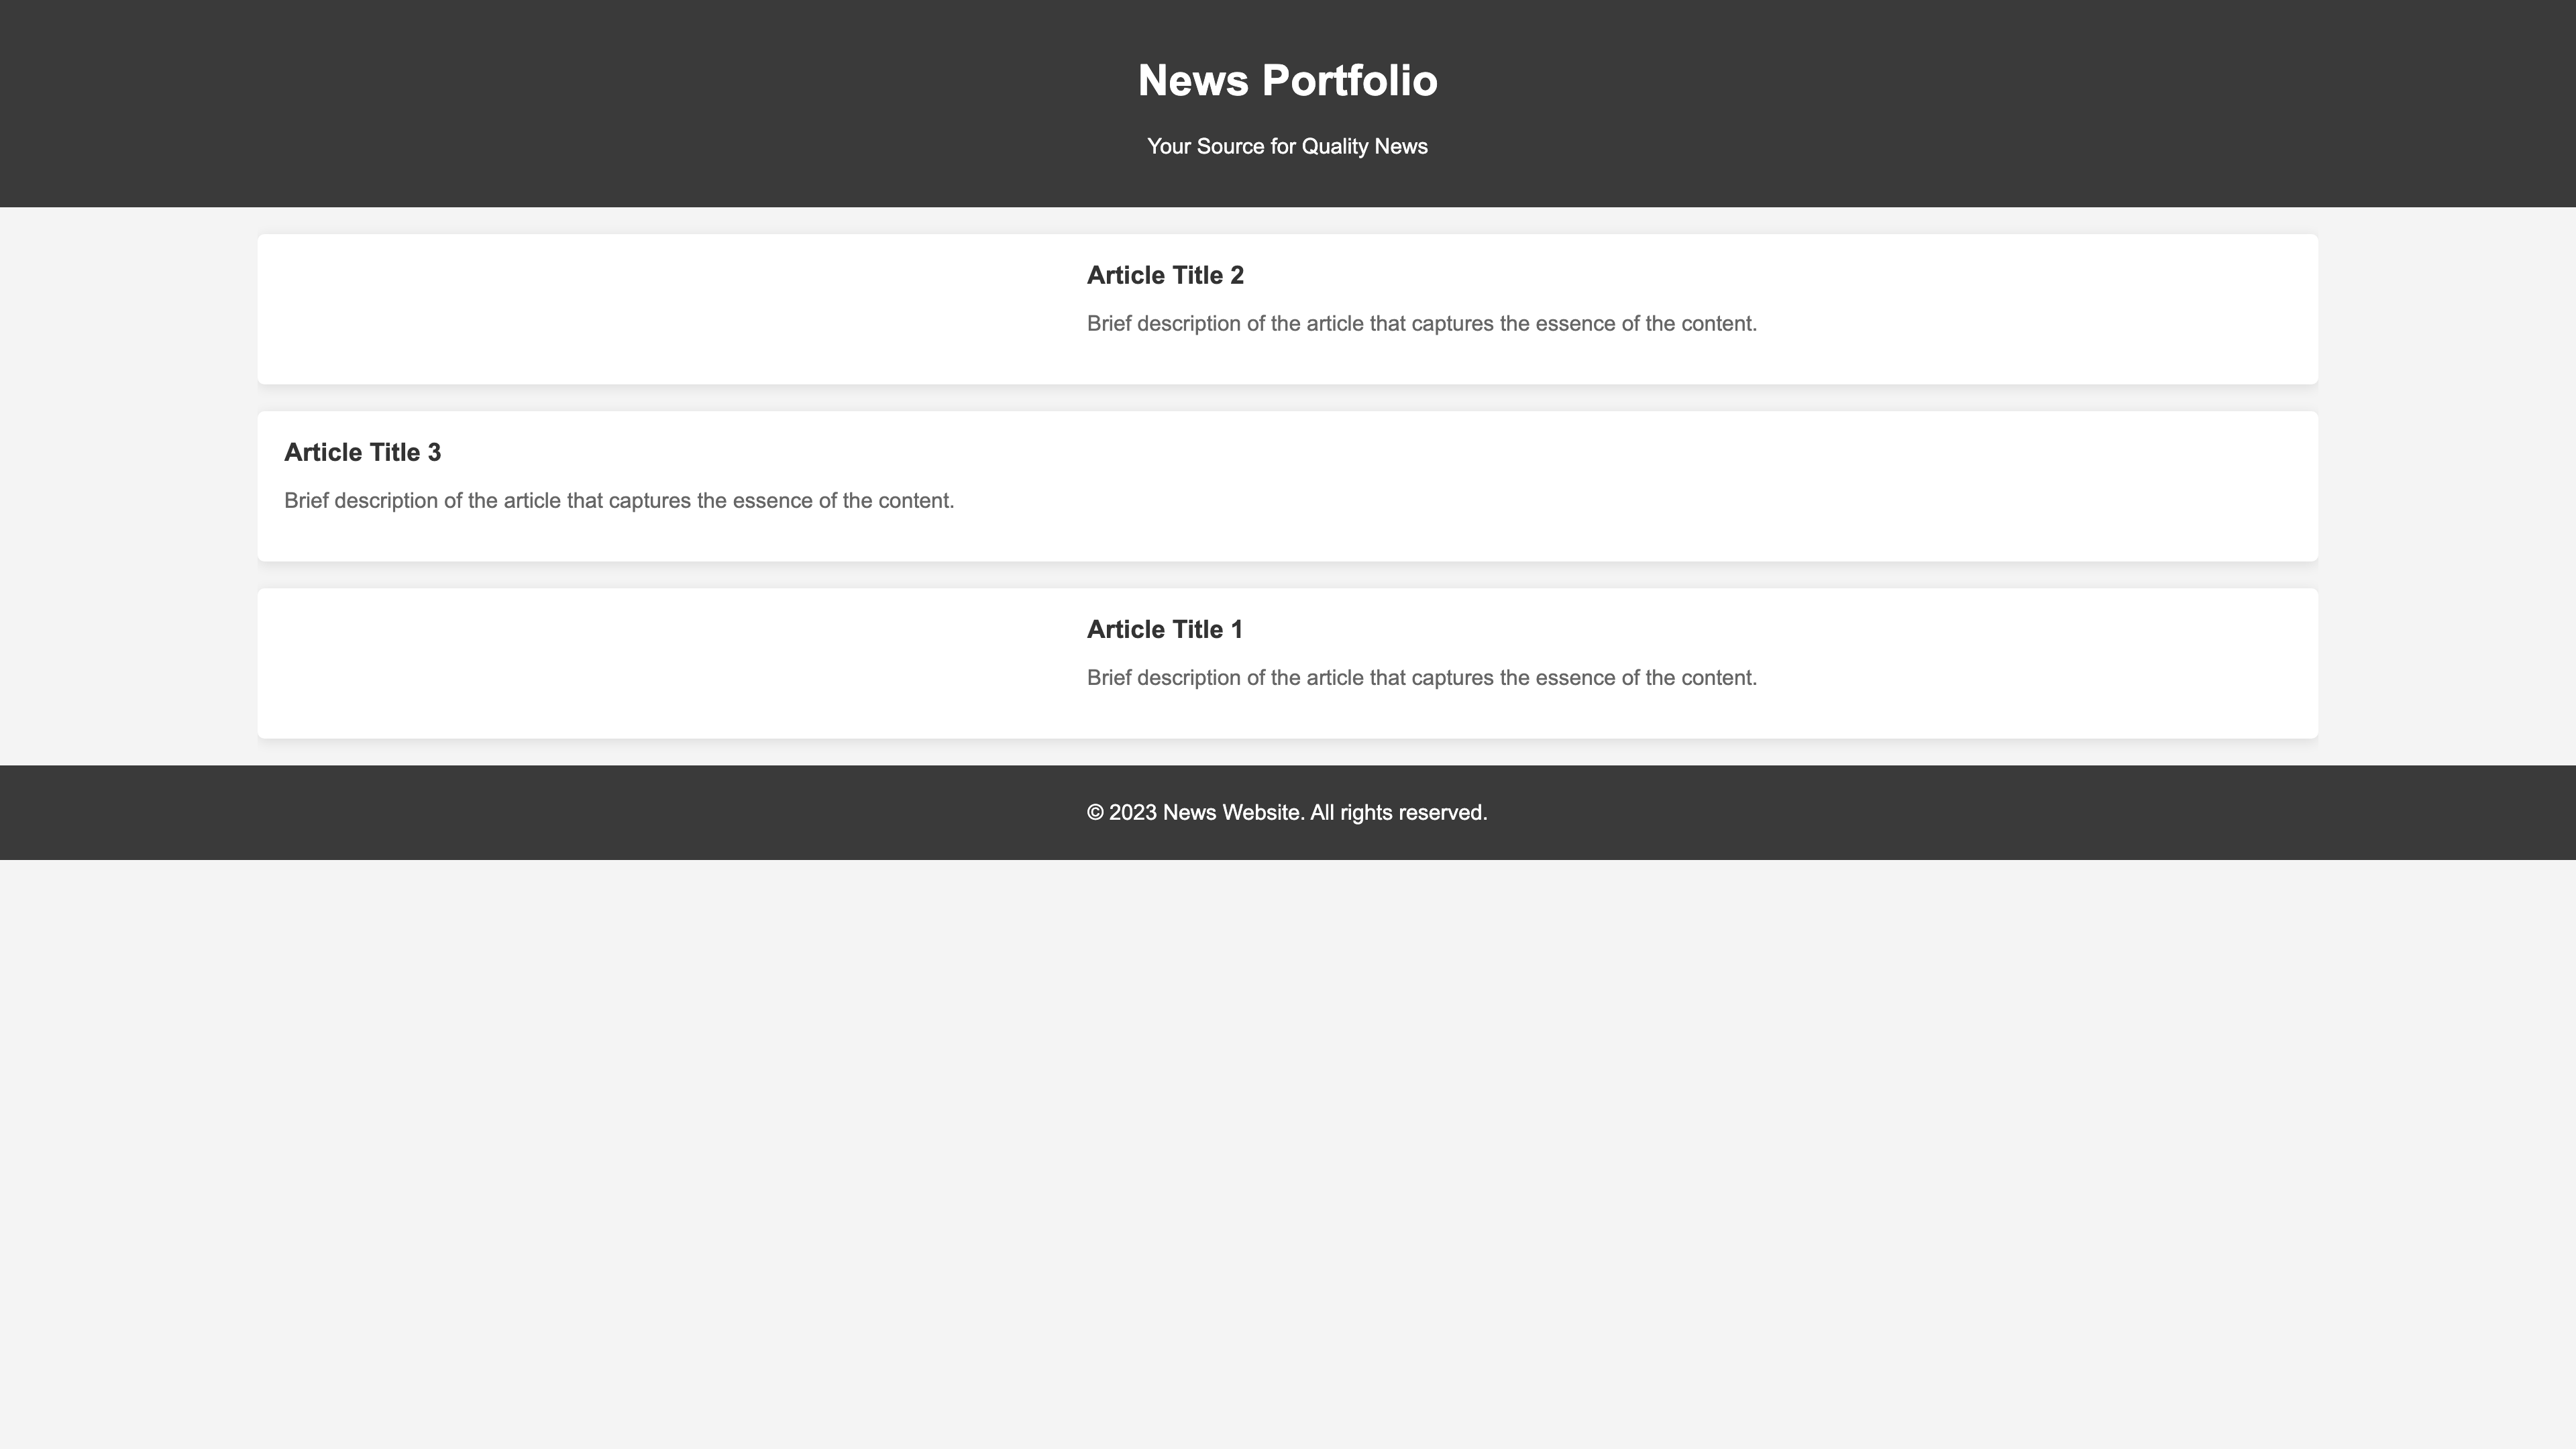 News Portfolio
Your Source for Quality News
Article Title 2
Brief description of the article that captures the essence of the content.
Article Title 3
Brief description of the article that captures the essence of the content.
Article Title 1
Brief description of the article that captures the essence of the content.
© 2023 News Website. All rights reserved.